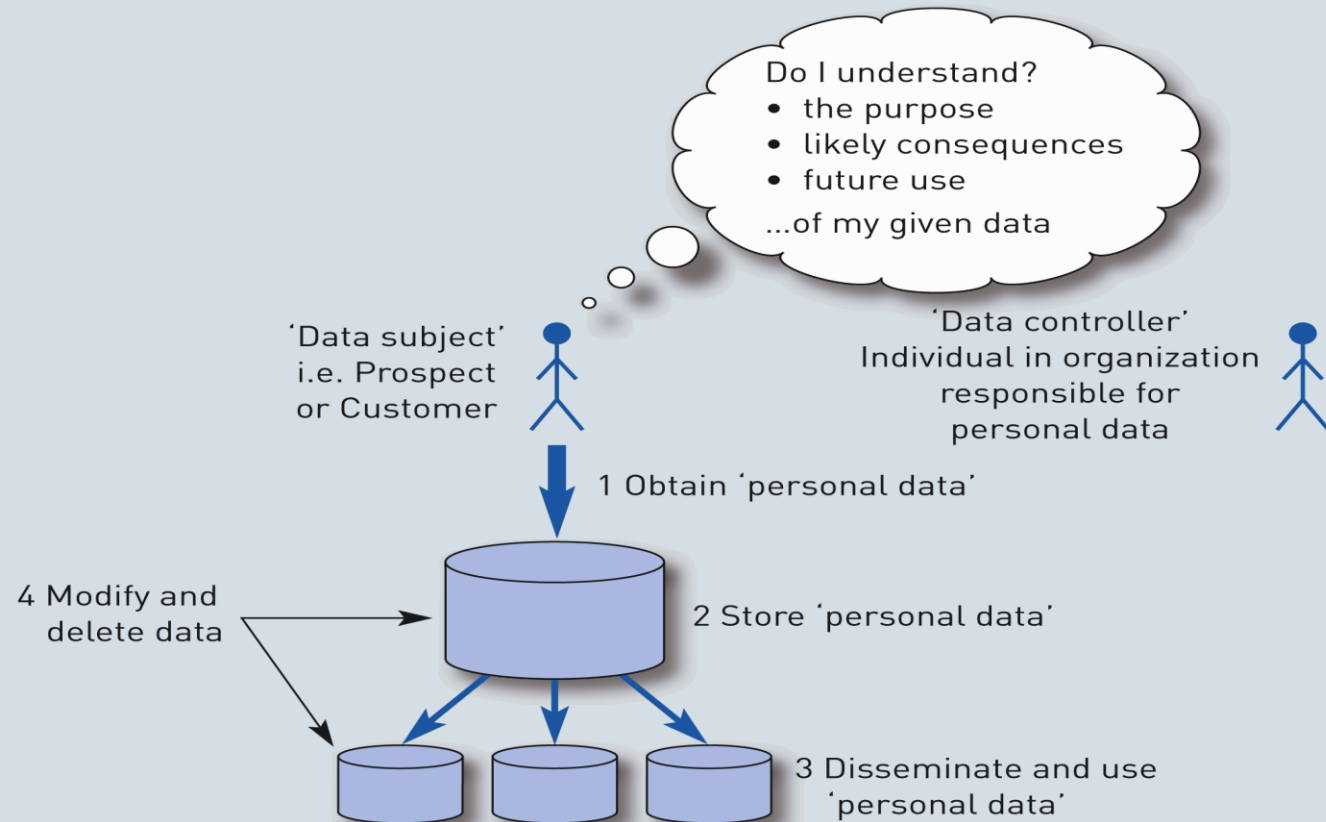 Do I understand?
• the purpose
• likely consequences
• future use
...of my given data
‘Data subject’
i.e. Prospect
or Customer
‘Data controller’
Individual in organization
responsible for
personal data
1 Obtain ‘personal data’
2 Store ‘personal data’
4 Modify and
delete data
3 Disseminate and use
‘personal data’